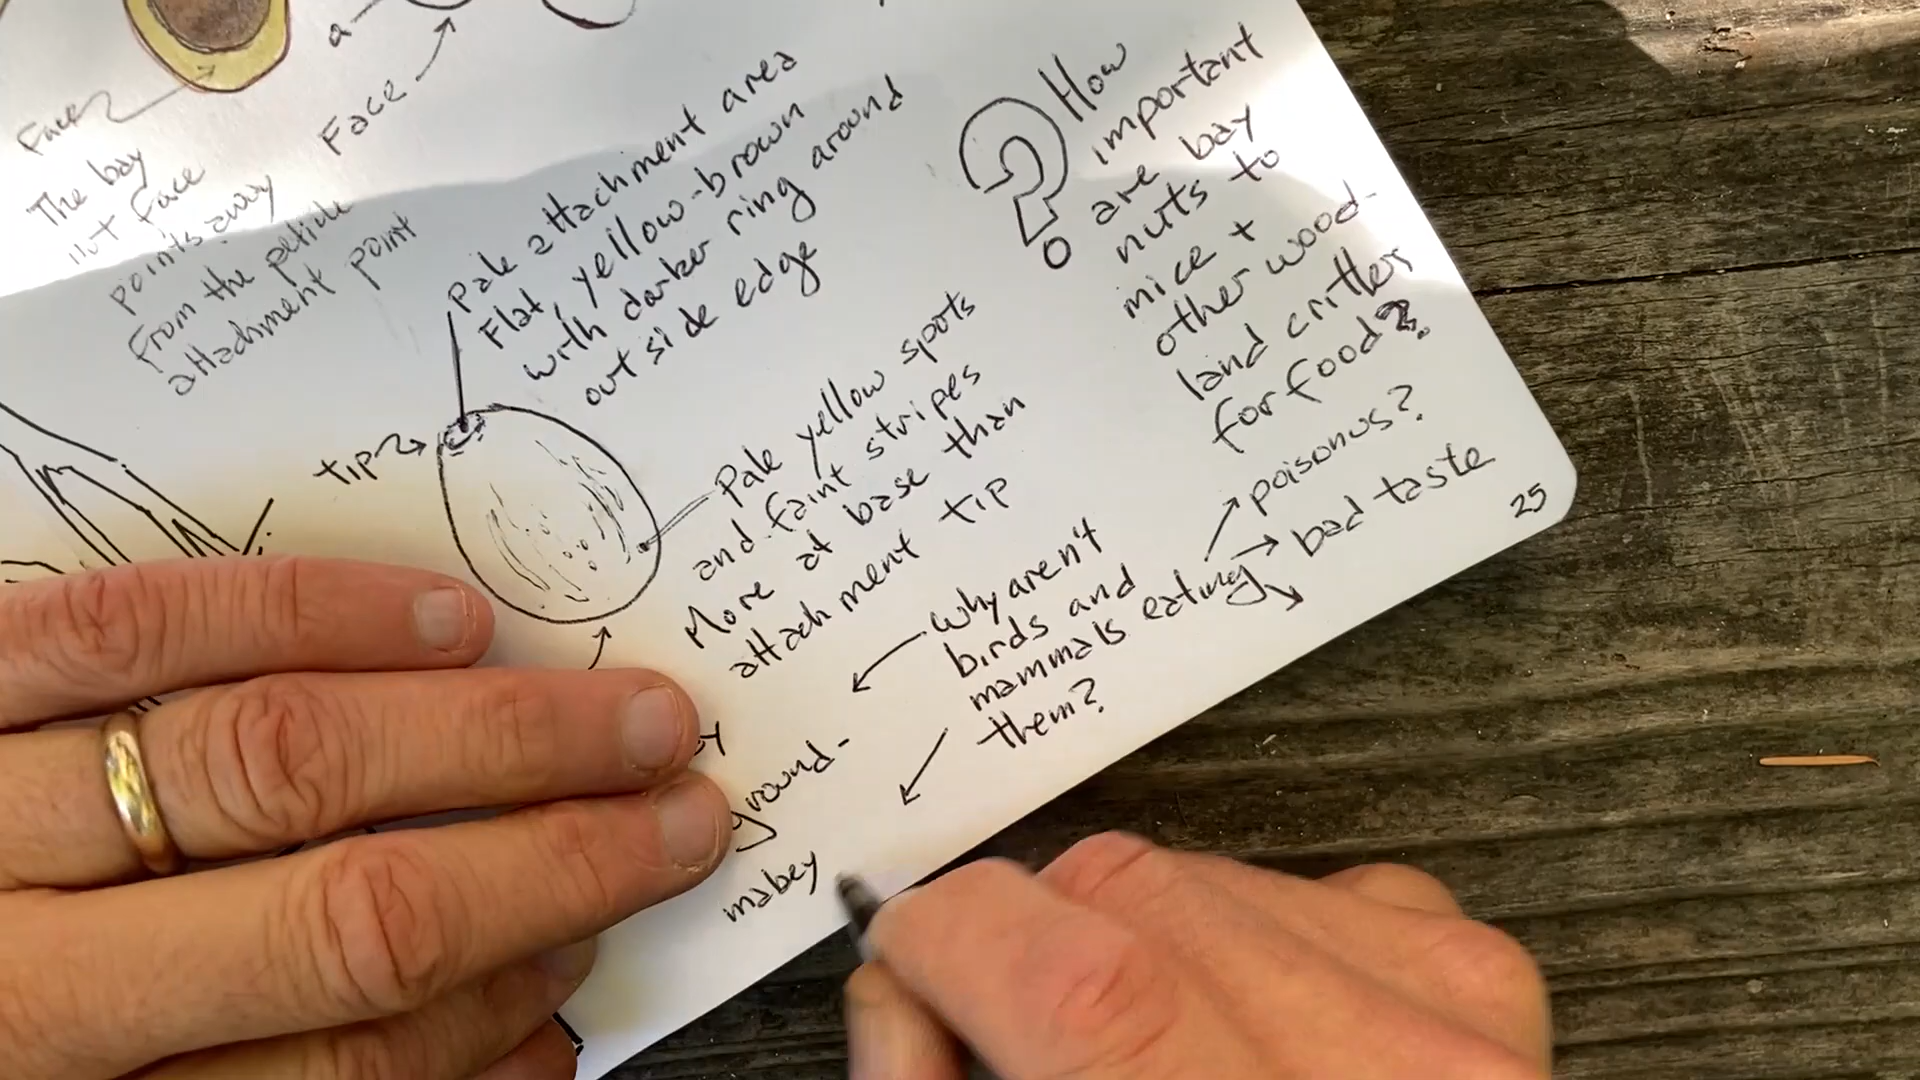 a
Face
Face
The bay
nut face
points away
from the petiole
attachment point
Pale attachment area
Flat, yellow-brown
with darker ring around
outside edge
tip
Pale yellow spots
and faint stripes
More at base than
attachment tip
How
important
are bay
nuts to
mice +
other wood-
land critters
for food?
?
Why aren't
birds and
mammals eating
them?
poisonus?
bad taste
ground-
mabey
25